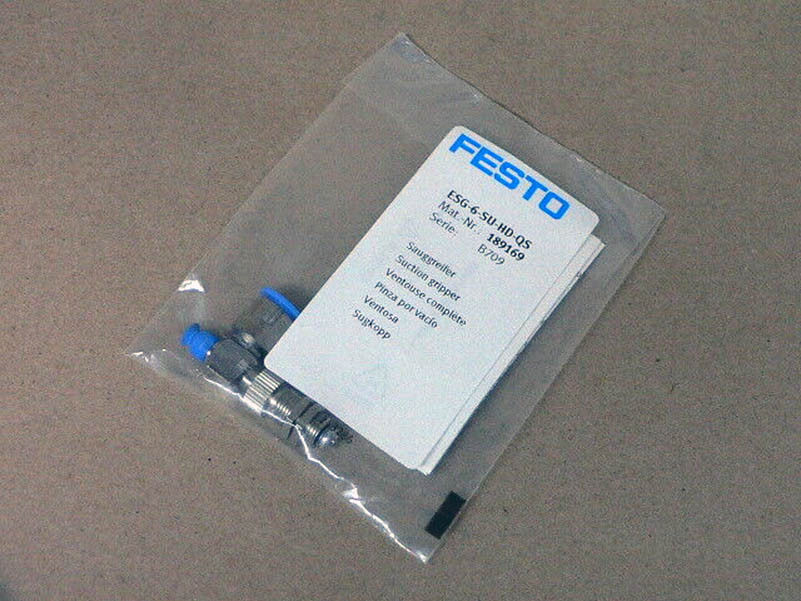 FESTO
ESG-6-SU-HD-QS
Mat.-Nr.: 189169
Serie: B709
Sauggreifer
Suction gripper
Ventouse complète
Pinza por vacío
Ventosa
Sugkopp